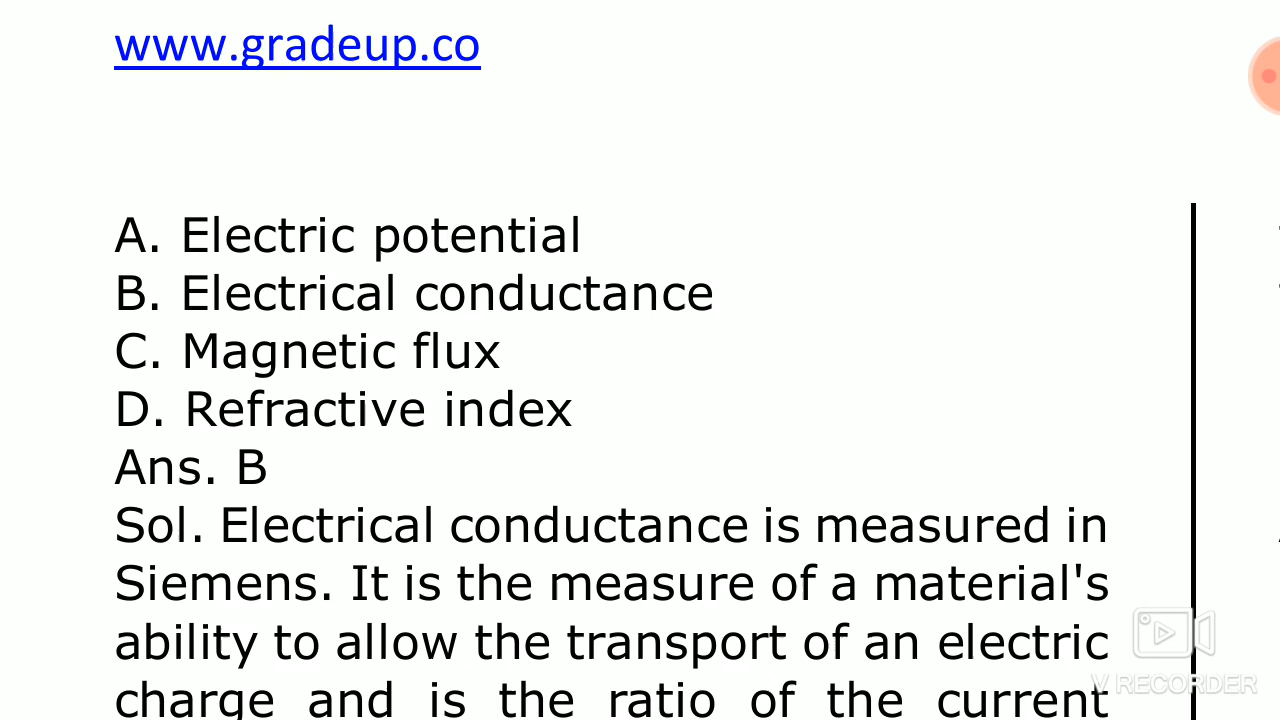 www.gradeup.co
A. Electric potential
B. Electrical conductance
C. Magnetic flux
D. Refractive index
Ans. B
Sol. Electrical conductance is measured in
Siemens. It is the measure of a material's
ability to allow the transport of an electric
charge and is the ratio of the current
V RECORDER